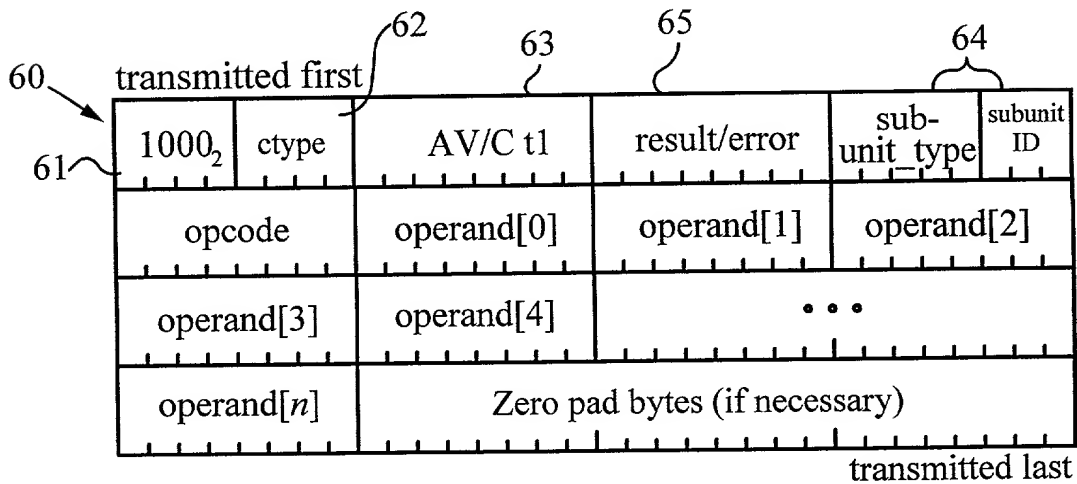 62
63
65
64
60
transmitted first
61
1000₂
ctype
AV/C t1
result/error
sub-
unit_type
subunit
ID
opcode
operand[0]
operand[1]
operand[2]
operand[3]
operand[4]
• • •
operand[n]
Zero pad bytes (if necessary)
transmitted last